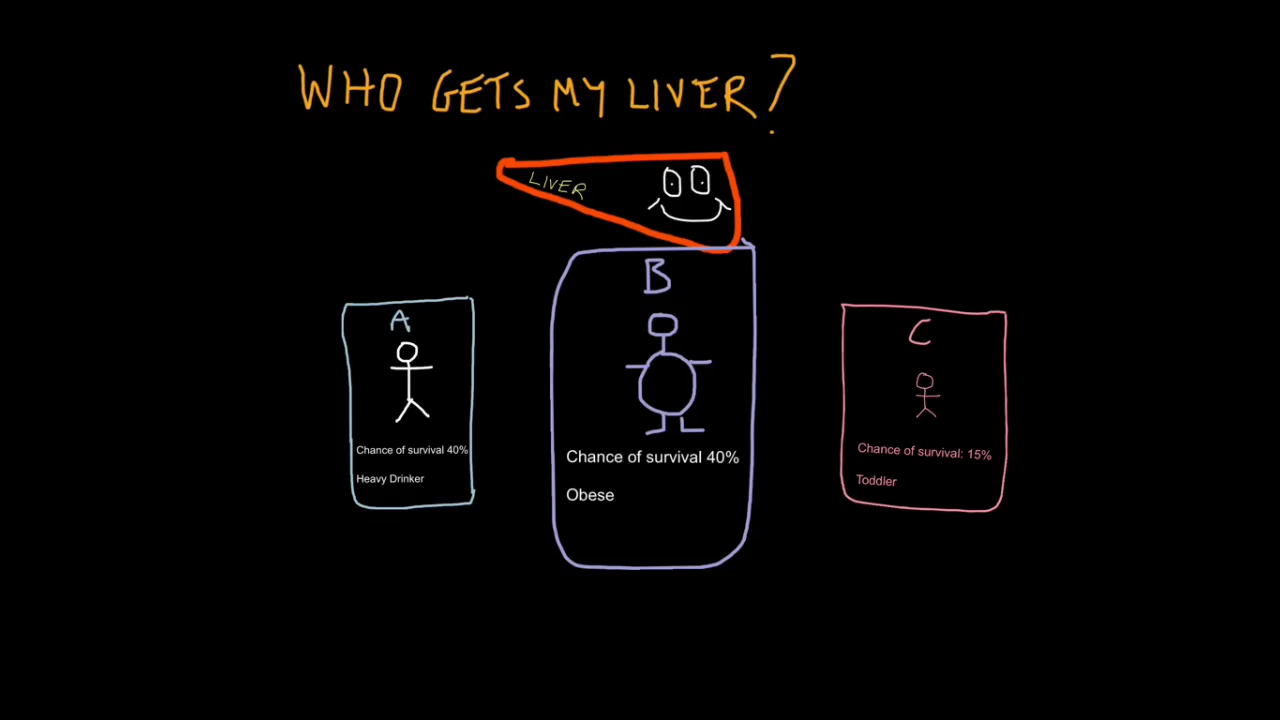 WHO GETS MY LIVER?
LIVER
A
Chance of survival 40%
Heavy Drinker
B
Chance of survival 40%
Obese
C
Chance of survival: 15%
Toddler